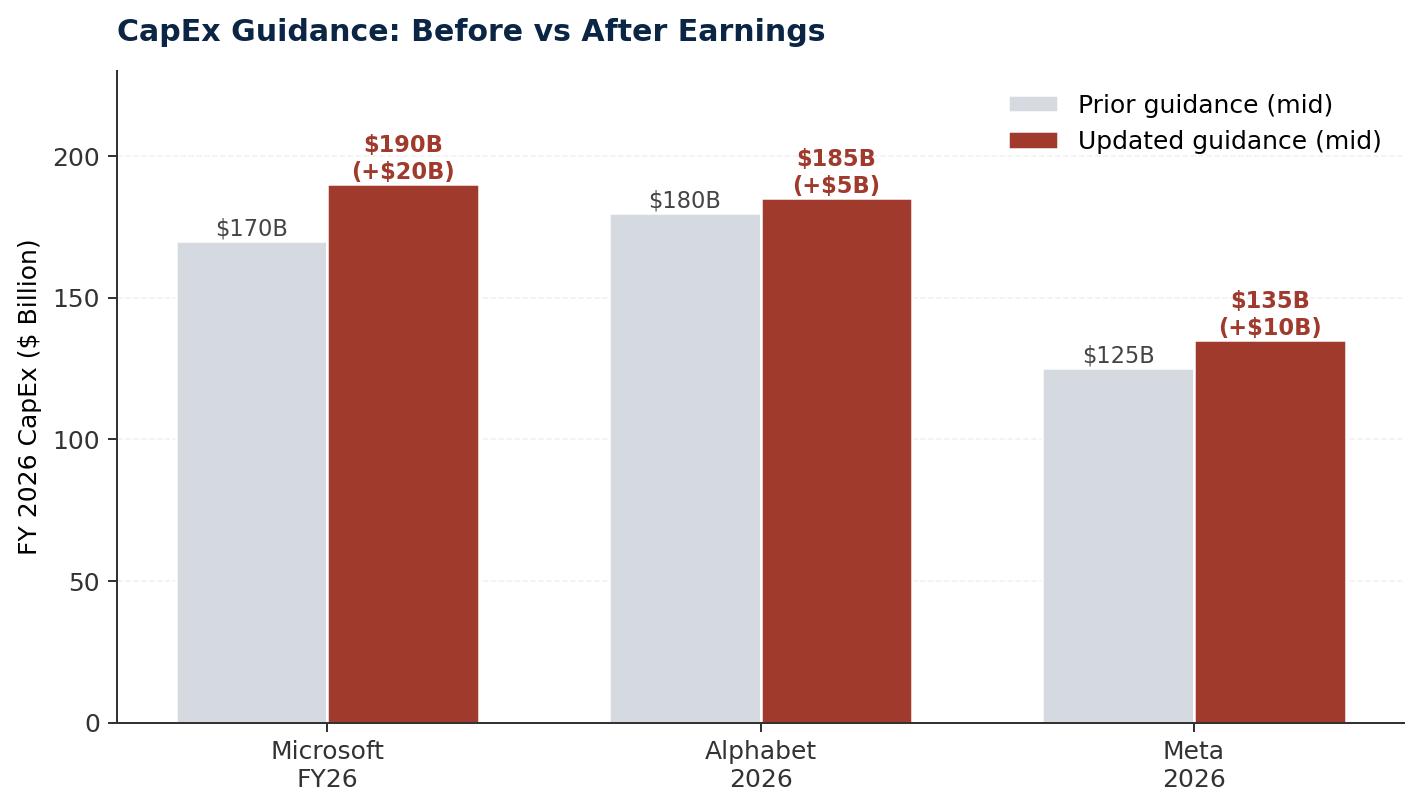 CapEx Guidance: Before vs After Earnings
Prior guidance (mid)
Updated guidance (mid)
FY 2026 CapEx ($ Billion)
200
150
100
50
0
$170B
$190B
(+$20B)
$180B
$185B
(+$5B)
$125B
$135B
(+$10B)
Microsoft
FY26
Alphabet
2026
Meta
2026